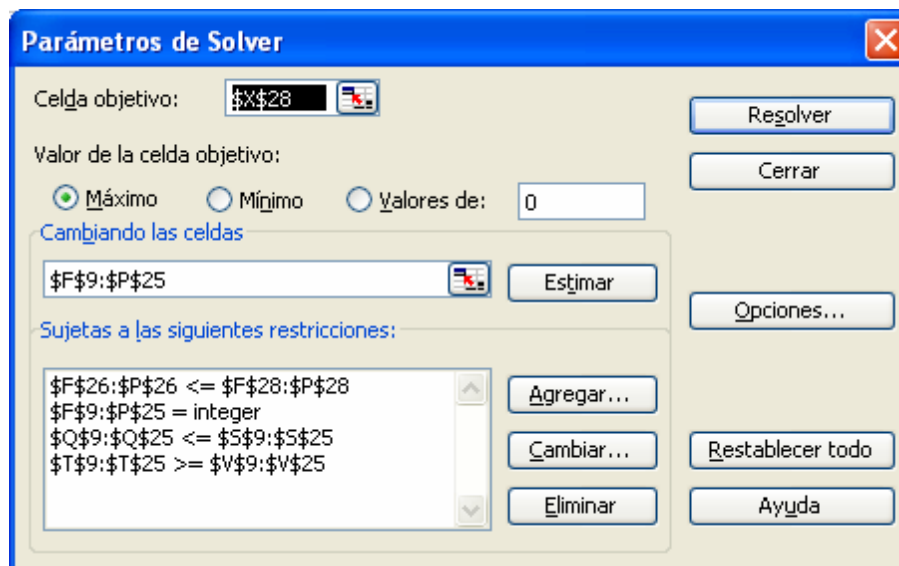 Parámetros de Solver
Celda objetivo: $X$28
Resolver
Valor de la celda objetivo:
Cerrar
Máximo Mínimo Valores de: 0
Cambiando las celdas
$F$9:$P$25 Estimar
Opciones...
Sujetas a las siguientes restricciones:
$F$26:$P$26 <= $F$28:$P$28
$F$9:$P$25 = integer
$Q$9:$Q$25 <= $S$9:$S$25
$T$9:$T$25 >= $V$9:$V$25
Agregar...
Cambiar... Restablecer todo
Eliminar Ayuda